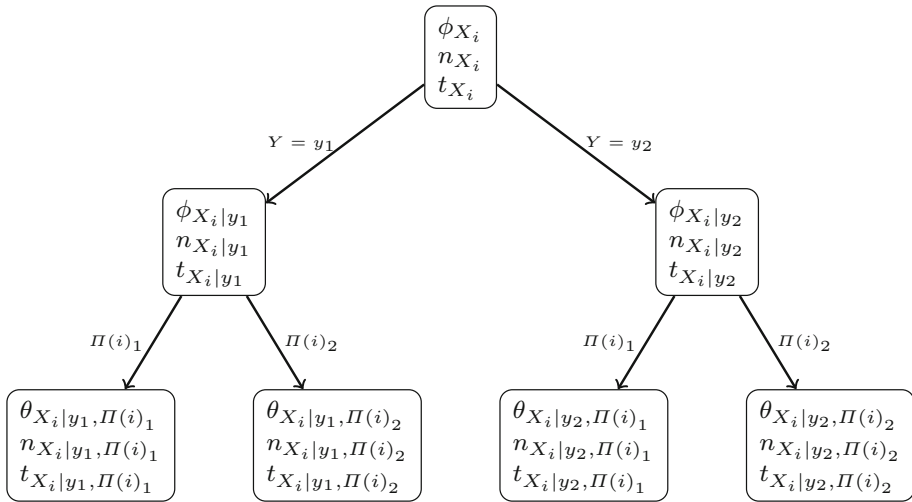 ϕ_{X_i}
n_{X_i}
t_{X_i}
Y = y_1
Y = y_2
ϕ_{X_i|y_1}
n_{X_i|y_1}
t_{X_i|y_1}
ϕ_{X_i|y_2}
n_{X_i|y_2}
t_{X_i|y_2}
Π(i)_1
Π(i)_2
Π(i)_1
Π(i)_2
θ_{X_i|y_1,Π(i)_1}
n_{X_i|y_1,Π(i)_1}
t_{X_i|y_1,Π(i)_1}
θ_{X_i|y_1,Π(i)_2}
n_{X_i|y_1,Π(i)_2}
t_{X_i|y_1,Π(i)_2}
θ_{X_i|y_2,Π(i)_1}
n_{X_i|y_2,Π(i)_1}
t_{X_i|y_2,Π(i)_1}
θ_{X_i|y_2,Π(i)_2}
n_{X_i|y_2,Π(i)_2}
t_{X_i|y_2,Π(i)_2}